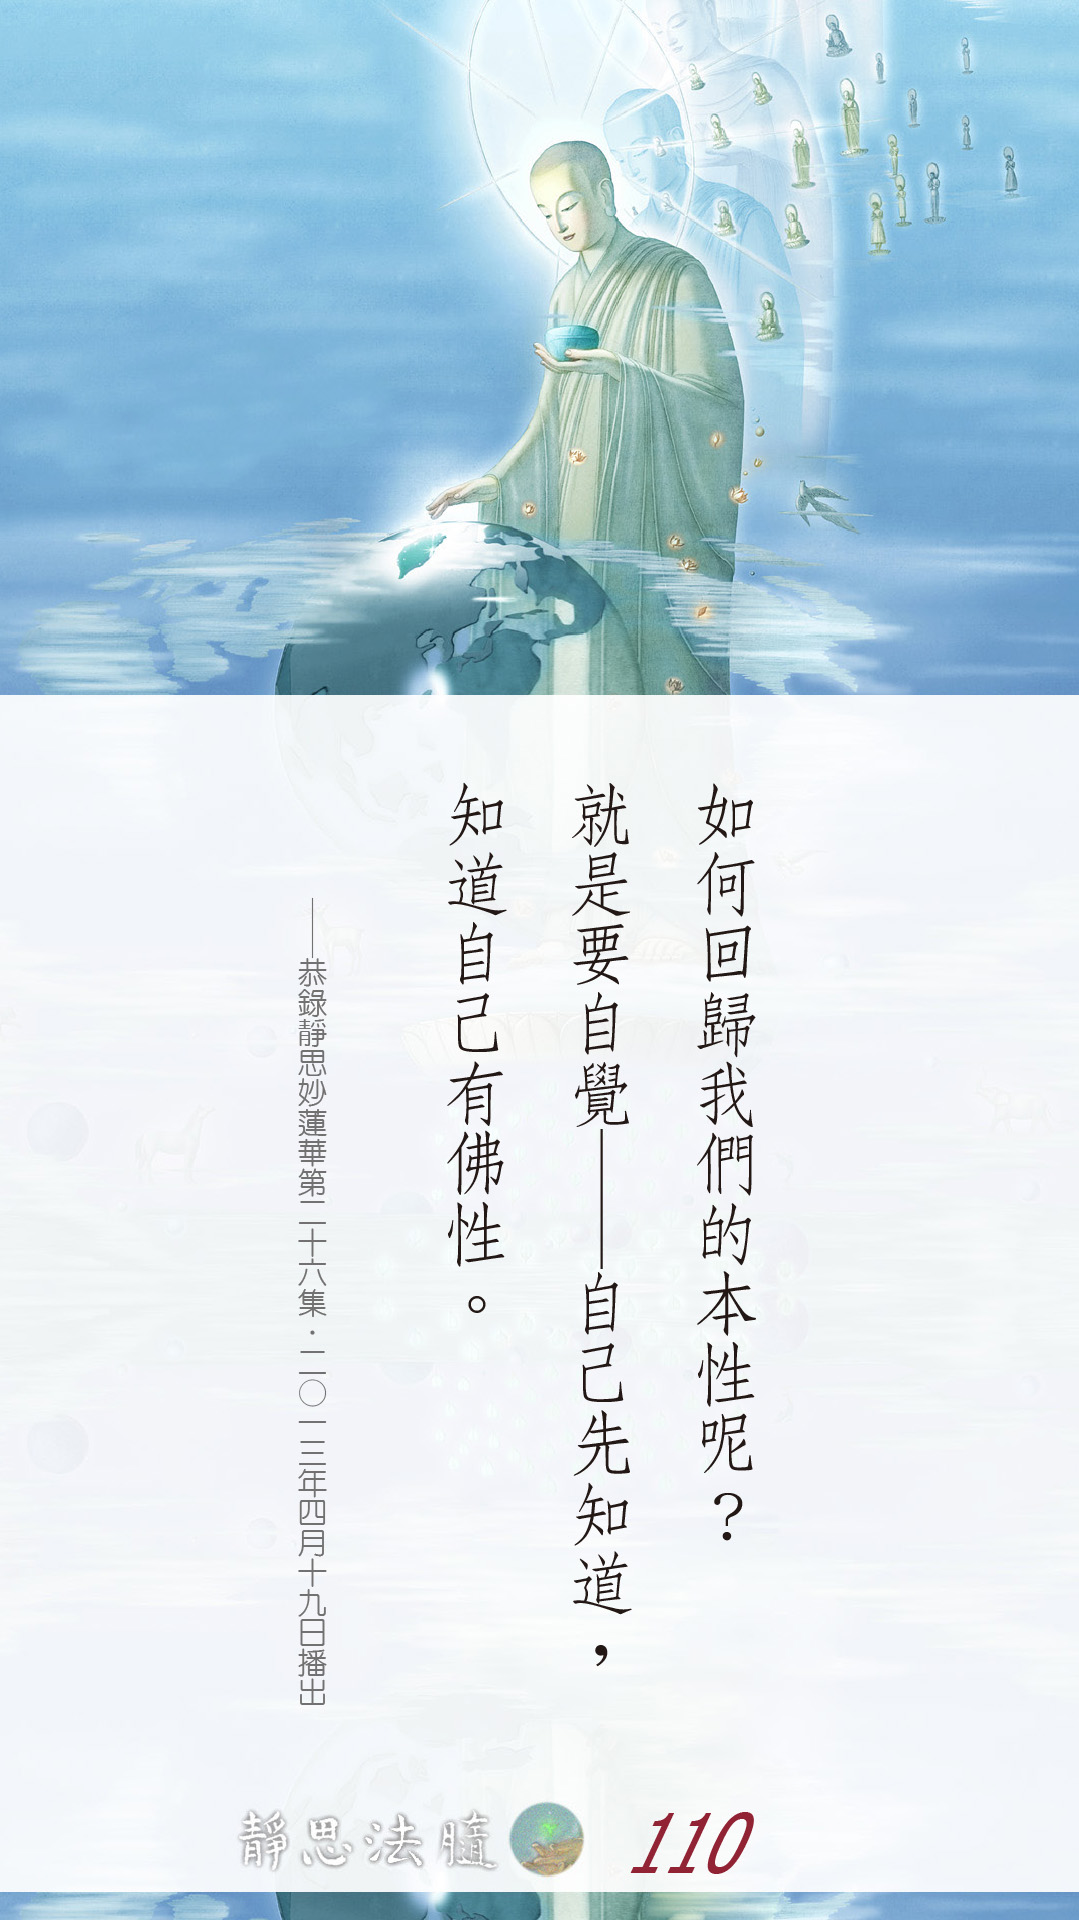 如何回歸我們的本性呢？
就是要自覺——自己先知道，
知道自己有佛性。
——恭錄靜思妙蓮華第二十六集．二〇一三年四月十九日播出
靜思法髓 110